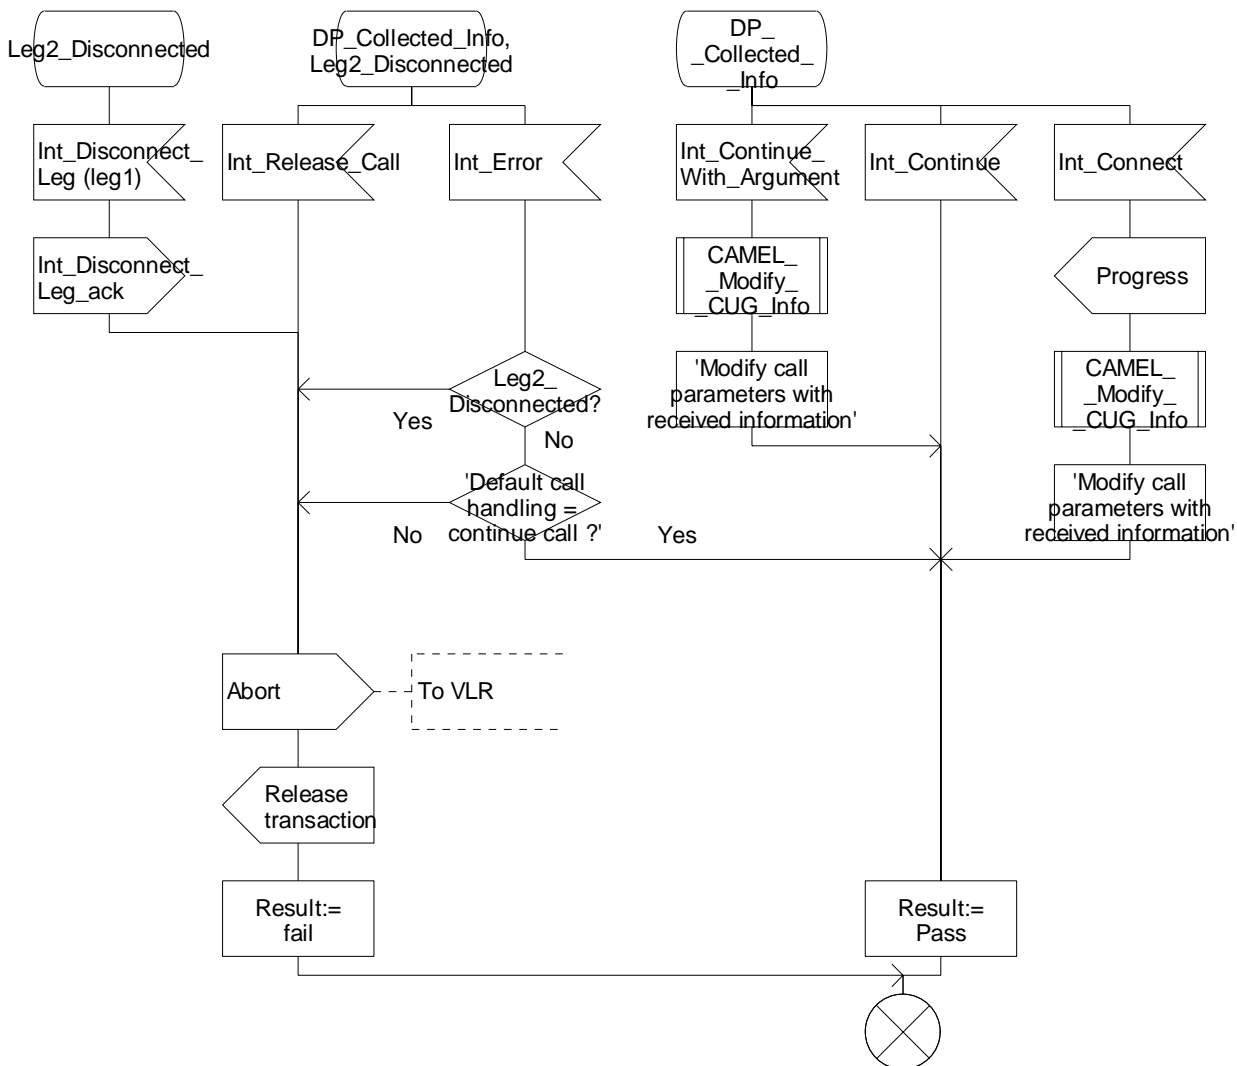 Leg2_Disconnected
DP_Collected_Info,
Leg2_Disconnected
DP_
_Collected_
_Info
Int_Disconnect_
Leg (leg1)
Int_Release_Call
Int_Error
Int_Continue_
With_Argument
Int_Continue
Int_Connect
Int_Disconnect_
Leg_ack
CAMEL_
_Modify_
_CUG_Info
Progress
Leg2_
Disconnected?
Yes
No
'Modify call
parameters with
received information'
CAMEL_
_Modify_
_CUG_Info
'Default call
handling =
continue call ?'
No
Yes
'Modify call
parameters with
received information'
Abort
To VLR
Release
transaction
Result:=
fail
Result:=
Pass